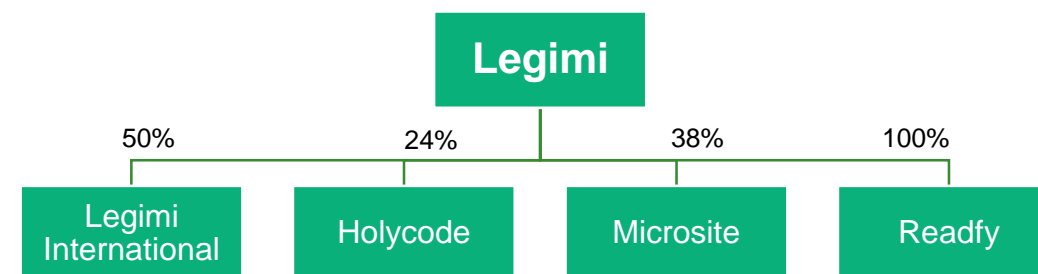 Legimi
50%
24%
38%
100%
Legimi
International
Holycode
Microsite
Readfy